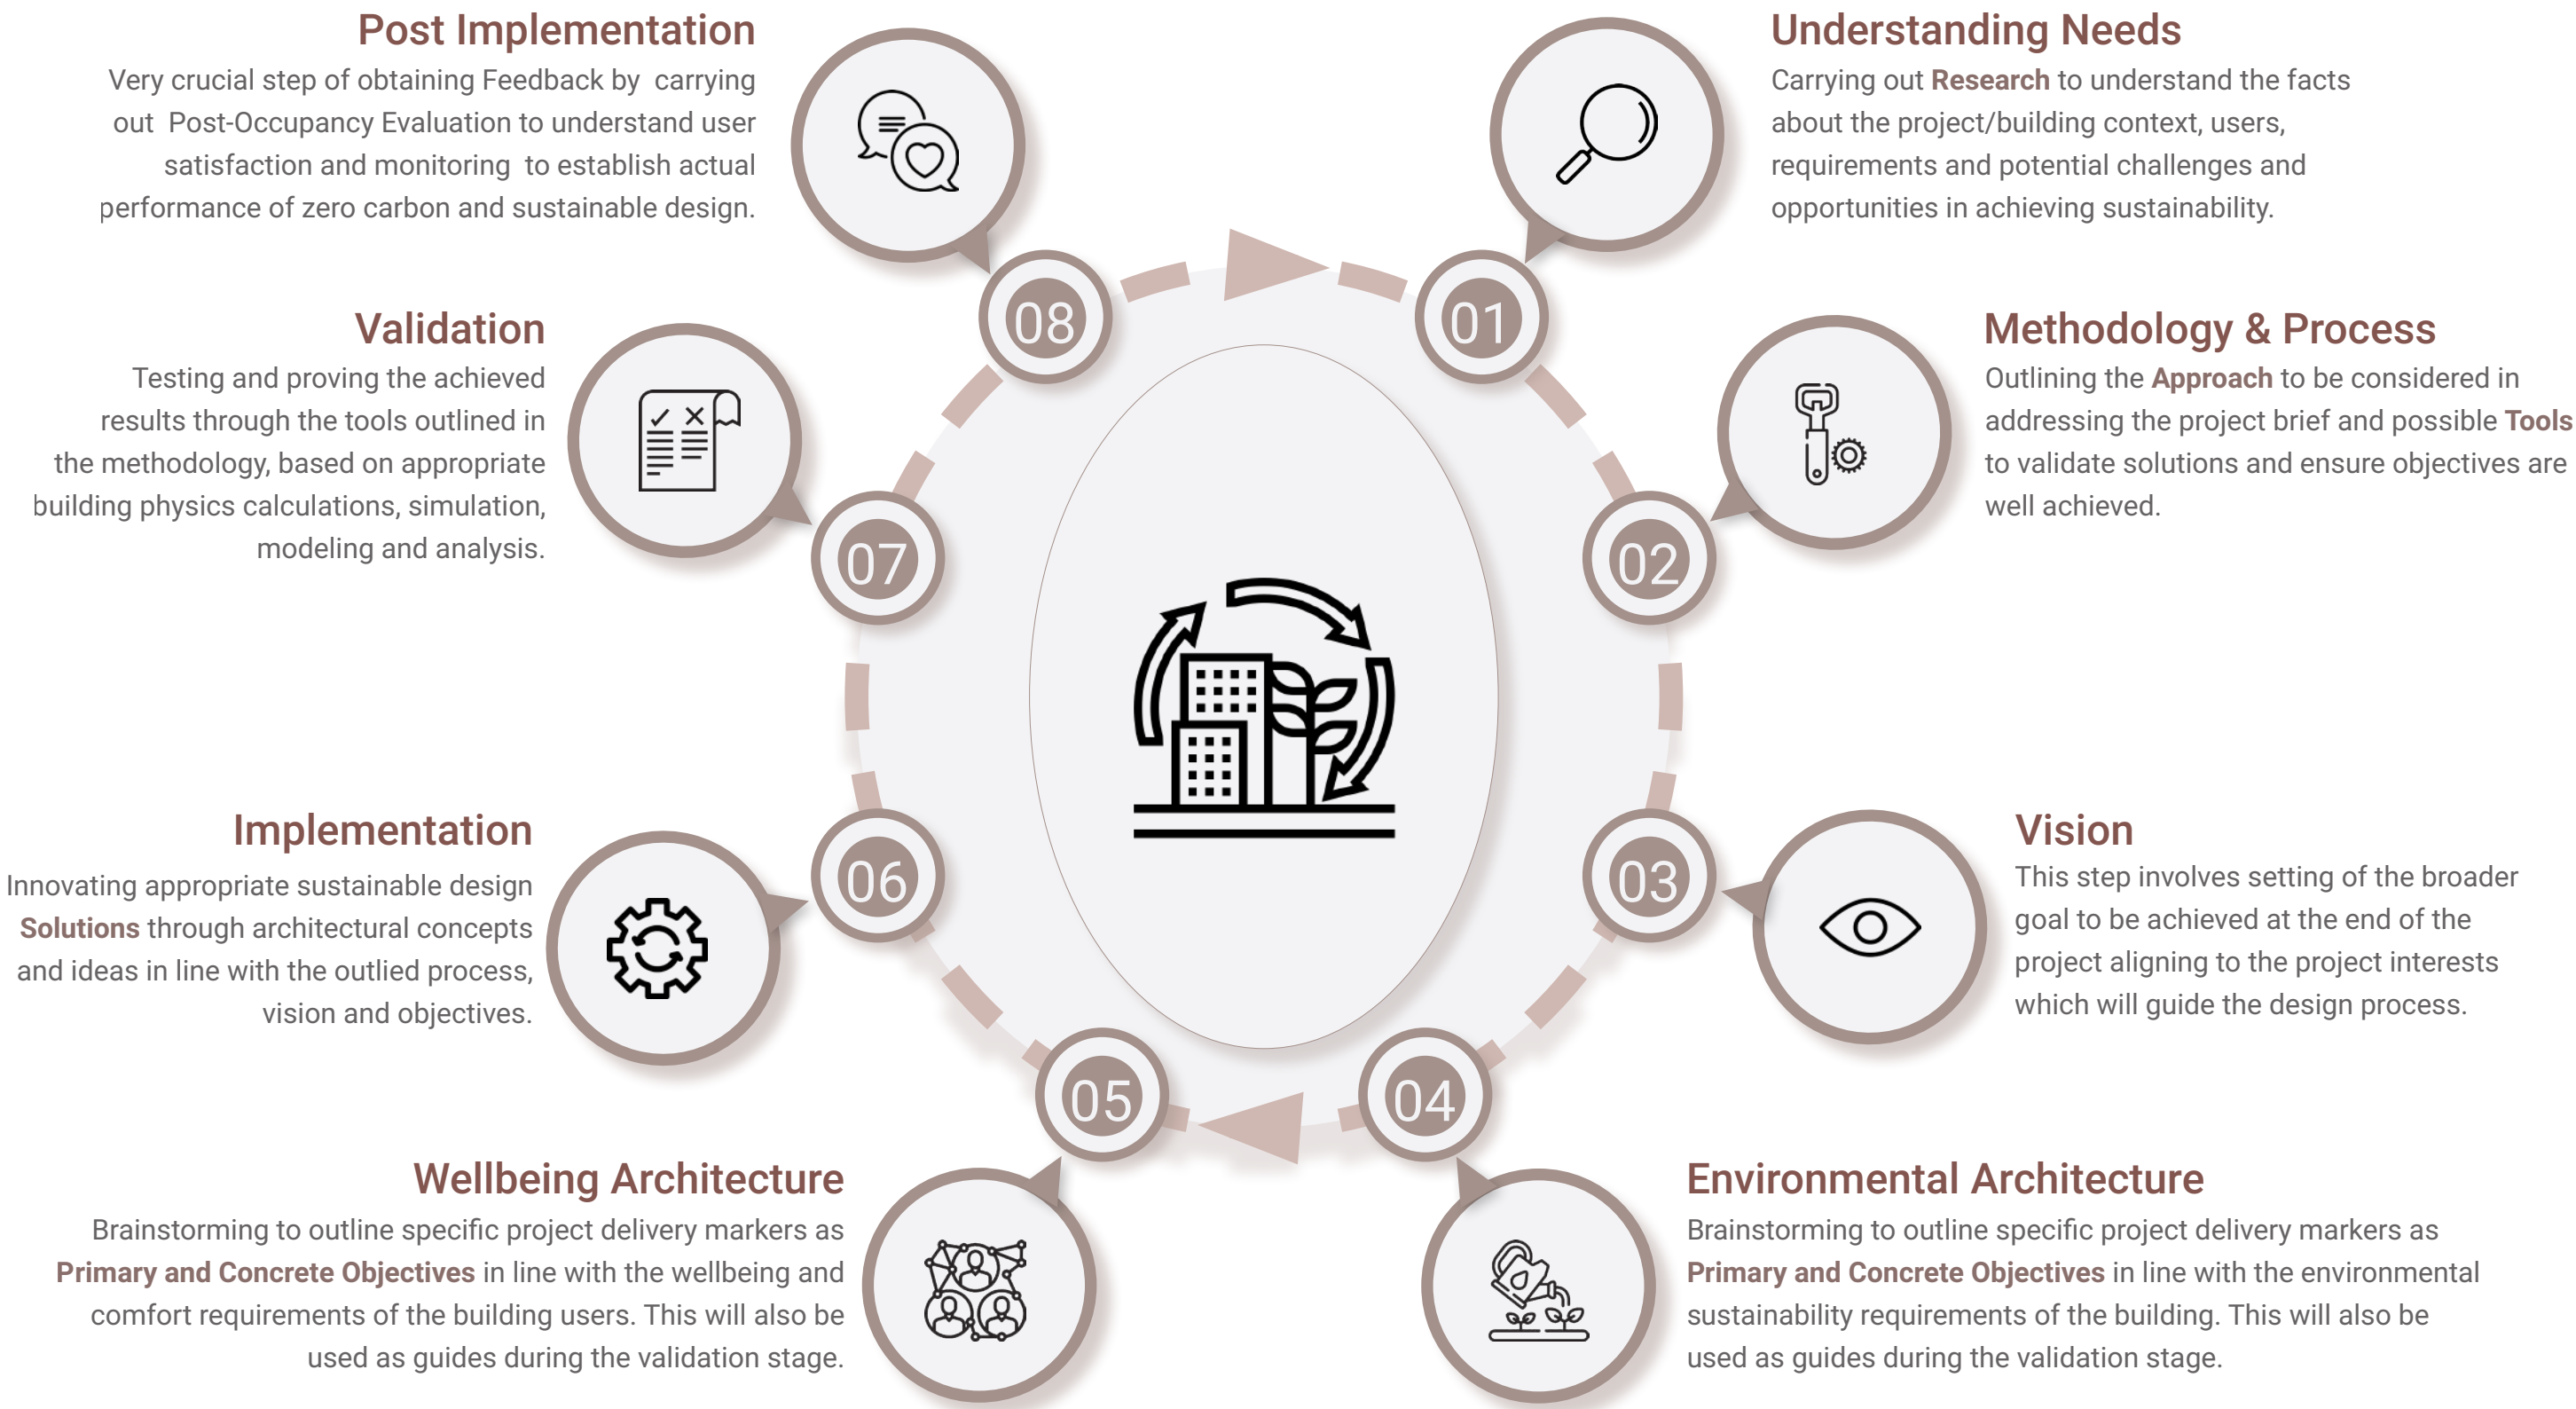 Post Implementation
Very crucial step of obtaining Feedback by carrying
out Post-Occupancy Evaluation to understand user
satisfaction and monitoring to establish actual
performance of zero carbon and sustainable design.
08
Understanding Needs
Carrying out Research to understand the facts
about the project/building context, users,
requirements and potential challenges and
opportunities in achieving sustainability.
01
Validation
Testing and proving the achieved
results through the tools outlined in
the methodology, based on appropriate
building physics calculations, simulation,
modeling and analysis.
07
Methodology & Process
Outlining the Approach to be considered in
addressing the project brief and possible Tools
to validate solutions and ensure objectives are
well achieved.
02
Implementation
Innovating appropriate sustainable design
Solutions through architectural concepts
and ideas in line with the outlied process,
vision and objectives.
06
Vision
This step involves setting of the broader
goal to be achieved at the end of the
project aligning to the project interests
which will guide the design process.
03
Wellbeing Architecture
Brainstorming to outline specific project delivery markers as
Primary and Concrete Objectives in line with the wellbeing and
comfort requirements of the building users. This will also be
used as guides during the validation stage.
05
Environmental Architecture
Brainstorming to outline specific project delivery markers as
Primary and Concrete Objectives in line with the environmental
sustainability requirements of the building. This will also be
used as guides during the validation stage.
04